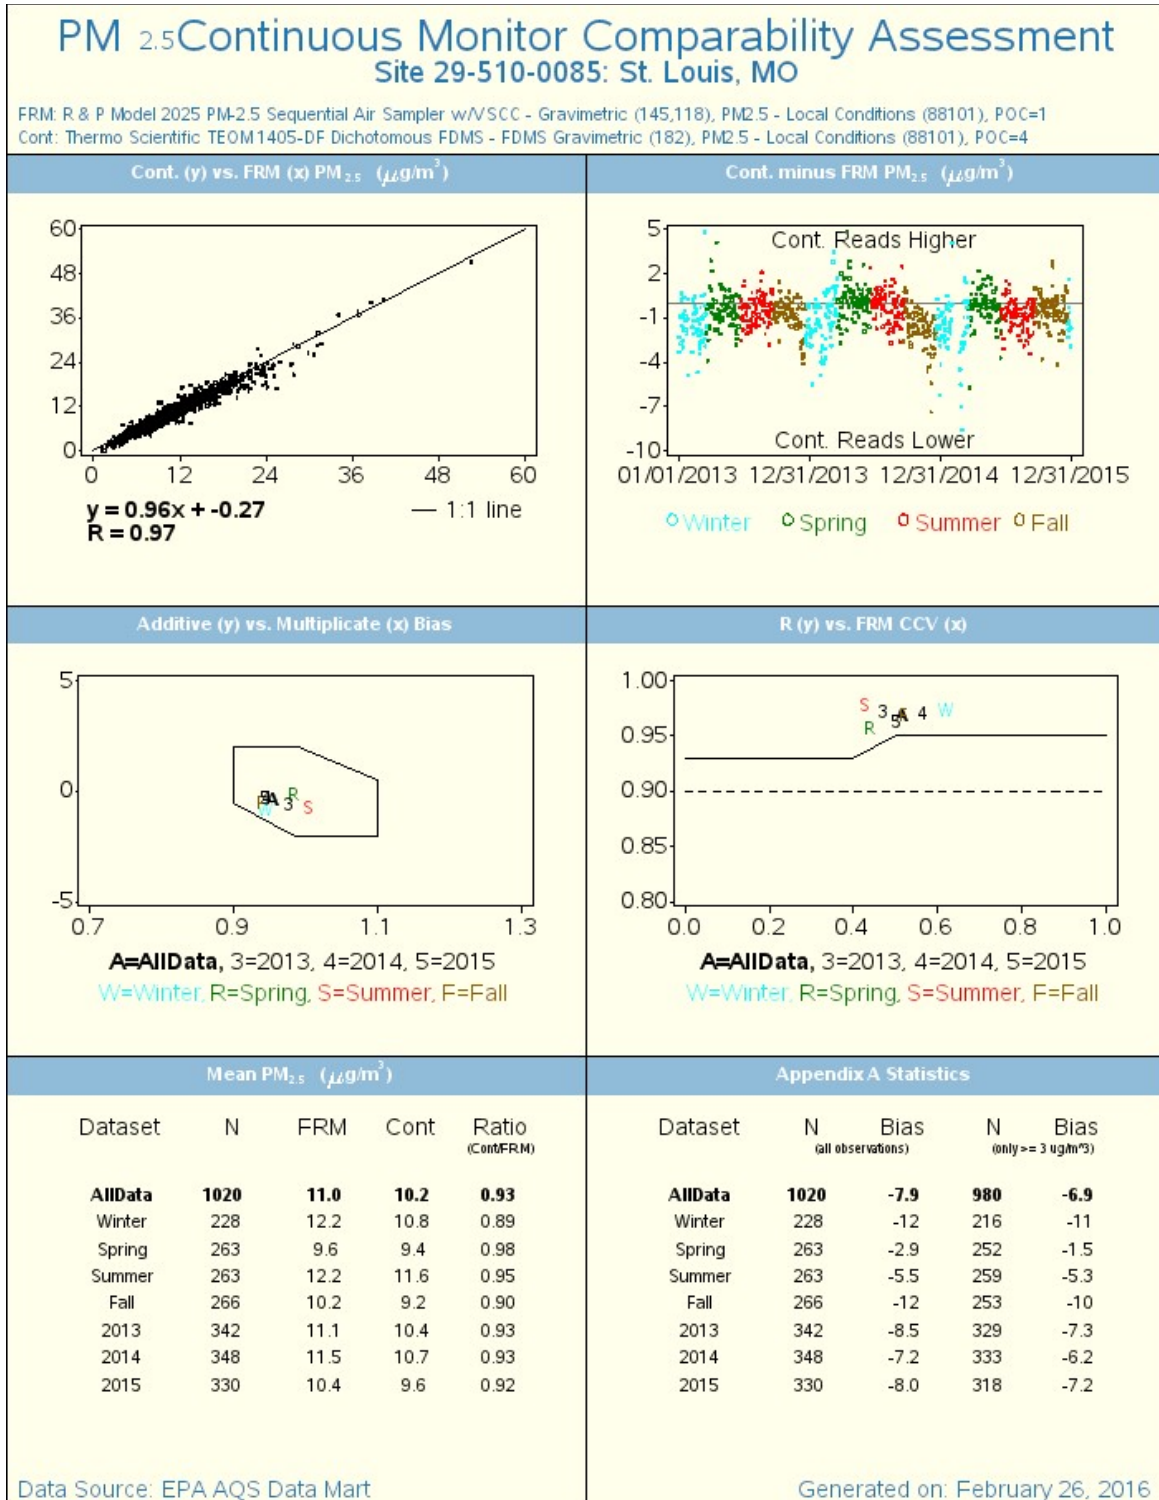 PM 2.5 Continuous Monitor Comparability Assessment
Site 29-510-0085: St. Louis, MO
FRM: R & P Model 2025 PM-2.5 Sequential Air Sampler w/VSCC - Gravimetric (145,118), PM2.5 - Local Conditions (88101), POC=1
Cont: Thermo Scientific TEOM 1405-DF Dichotomous FDMS - FDMS Gravimetric (182), PM2.5 - Local Conditions (88101), POC=4
Cont. (y) vs. FRM (x) PM2.5 (μg/m3)
60
48
36
24
12
0
0 12 24 36 48 60
y = 0.96x + -0.27
R = 0.97
— 1:1 line
Cont. minus FRM PM2.5 (μg/m3)
5
2
-1
-4
-7
-10
Cont. Reads Higher
Cont. Reads Lower
01/01/2013 12/31/2013 12/31/2014 12/31/2015
Winter Spring Summer Fall
Additive (y) vs. Multiplicate (x) Bias
5
0
-5
F W A 3 R S
0.7 0.9 1.1 1.3
A=AllData, 3=2013, 4=2014, 5=2015
W=Winter, R=Spring, S=Summer, F=Fall
R (y) vs. FRM CCV (x)
1.00
0.95
0.90
0.85
0.80
S 3 R 5 A 4 W
0.0 0.2 0.4 0.6 0.8 1.0
A=AllData, 3=2013, 4=2014, 5=2015
W=Winter, R=Spring, S=Summer, F=Fall
Mean PM2.5 (μg/m3)
Dataset N FRM Cont Ratio
(Cont/FRM)
AllData 1020 11.0 10.2 0.93
Winter 228 12.2 10.8 0.89
Spring 263 9.6 9.4 0.98
Summer 263 12.2 11.6 0.95
Fall 266 10.2 9.2 0.90
2013 342 11.1 10.4 0.93
2014 348 11.5 10.7 0.93
2015 330 10.4 9.6 0.92
Appendix A Statistics
Dataset N Bias N Bias
(all observations) (only >= 3 ug/m^3)
AllData 1020 -7.9 980 -6.9
Winter 228 -12 216 -11
Spring 263 -2.9 252 -1.5
Summer 263 -5.5 259 -5.3
Fall 266 -12 253 -10
2013 342 -8.5 329 -7.3
2014 348 -7.2 333 -6.2
2015 330 -8.0 318 -7.2
Data Source: EPA AQS Data Mart
Generated on: February 26, 2016